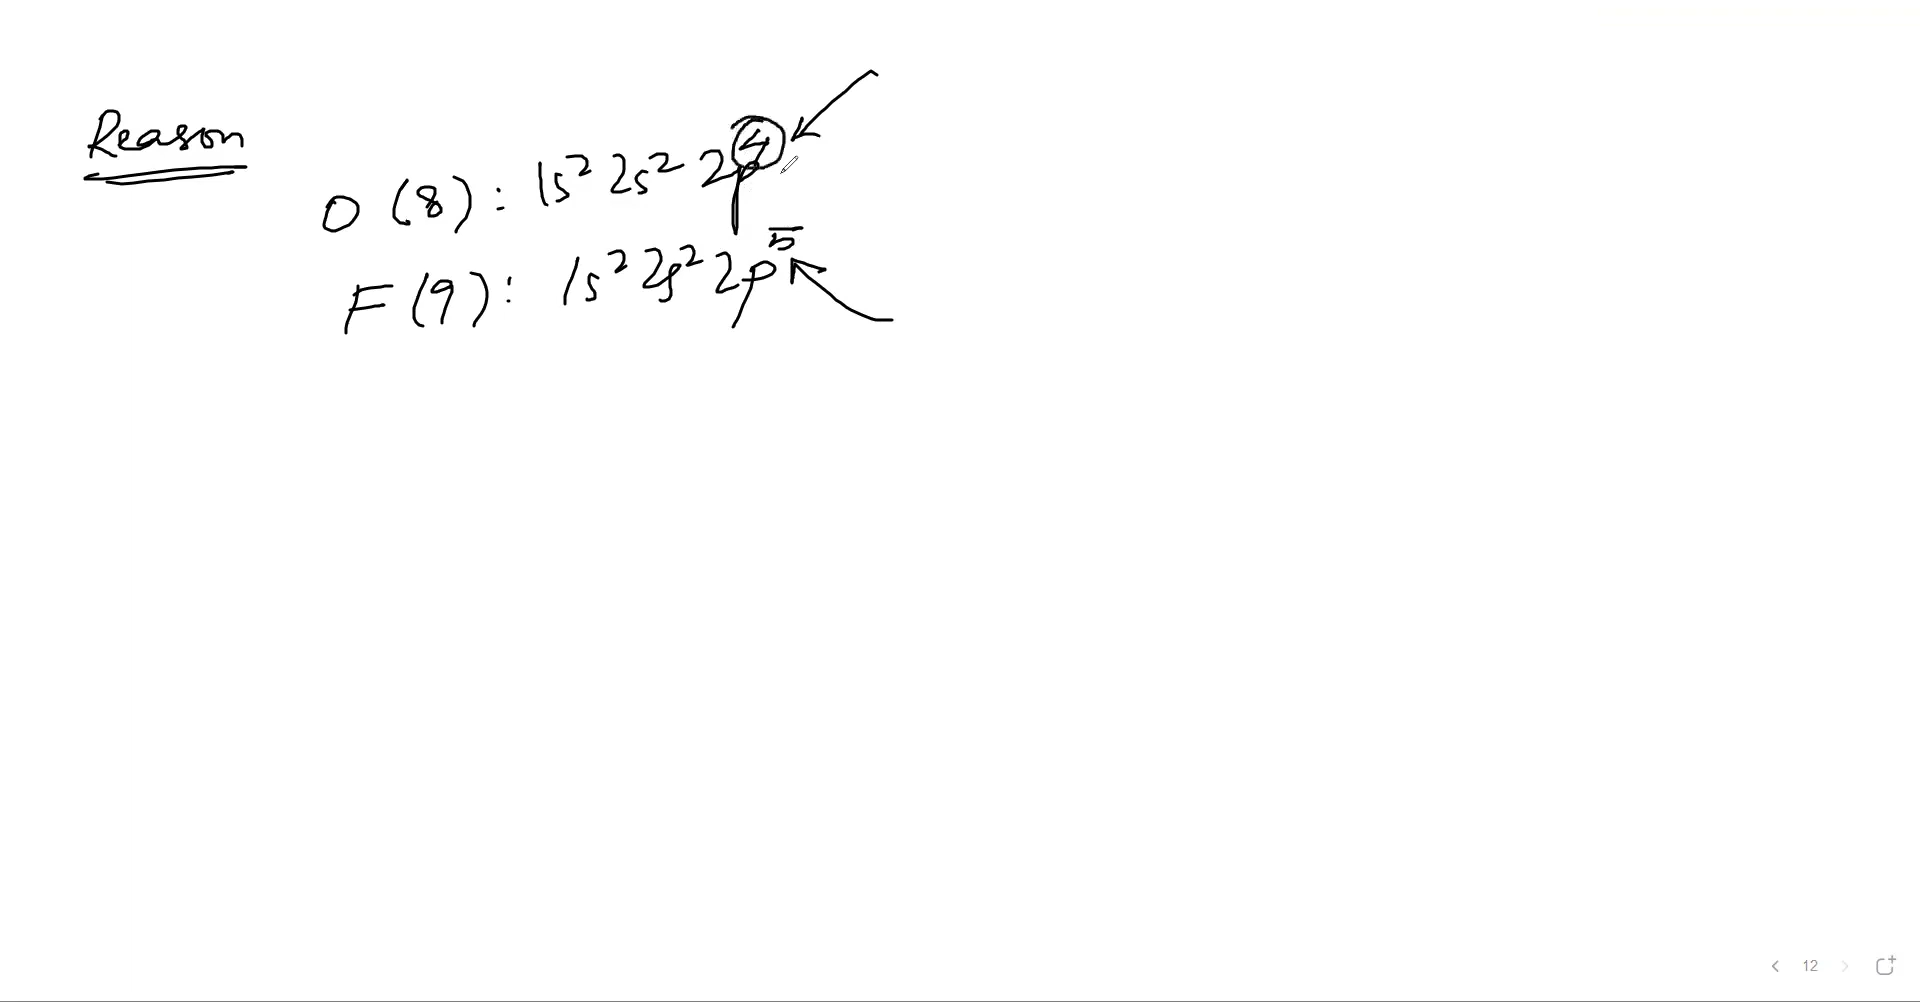 Reason
O (8) : 1s² 2s² 2p⁴
F (9) : 1s² 2s² 2p⁵
12